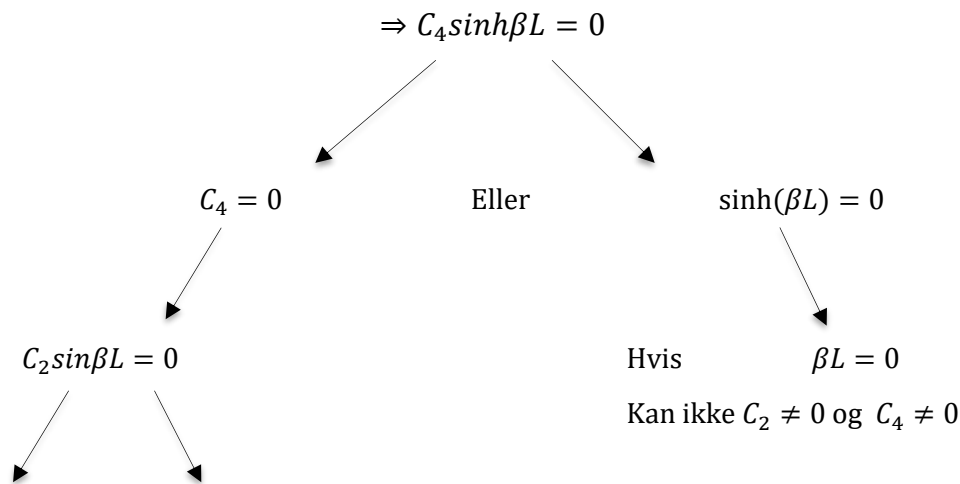 ⇒ C₄sinhβL = 0
C₄ = 0 Eller sinh(βL) = 0
C₂sinβL = 0 Hvis βL = 0
Kan ikke C₂ ≠ 0 og C₄ ≠ 0